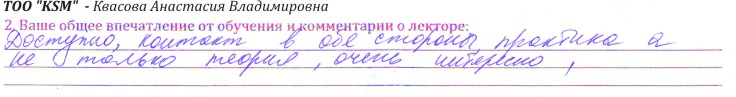 ТОО "KSM" - Квасова Анастасия Владимировна
2. Ваше общее впечатление от обучения и комментарии о лекторе:
Доступно, контакт в обе стороны, практика а
не только теория, очень интересно,